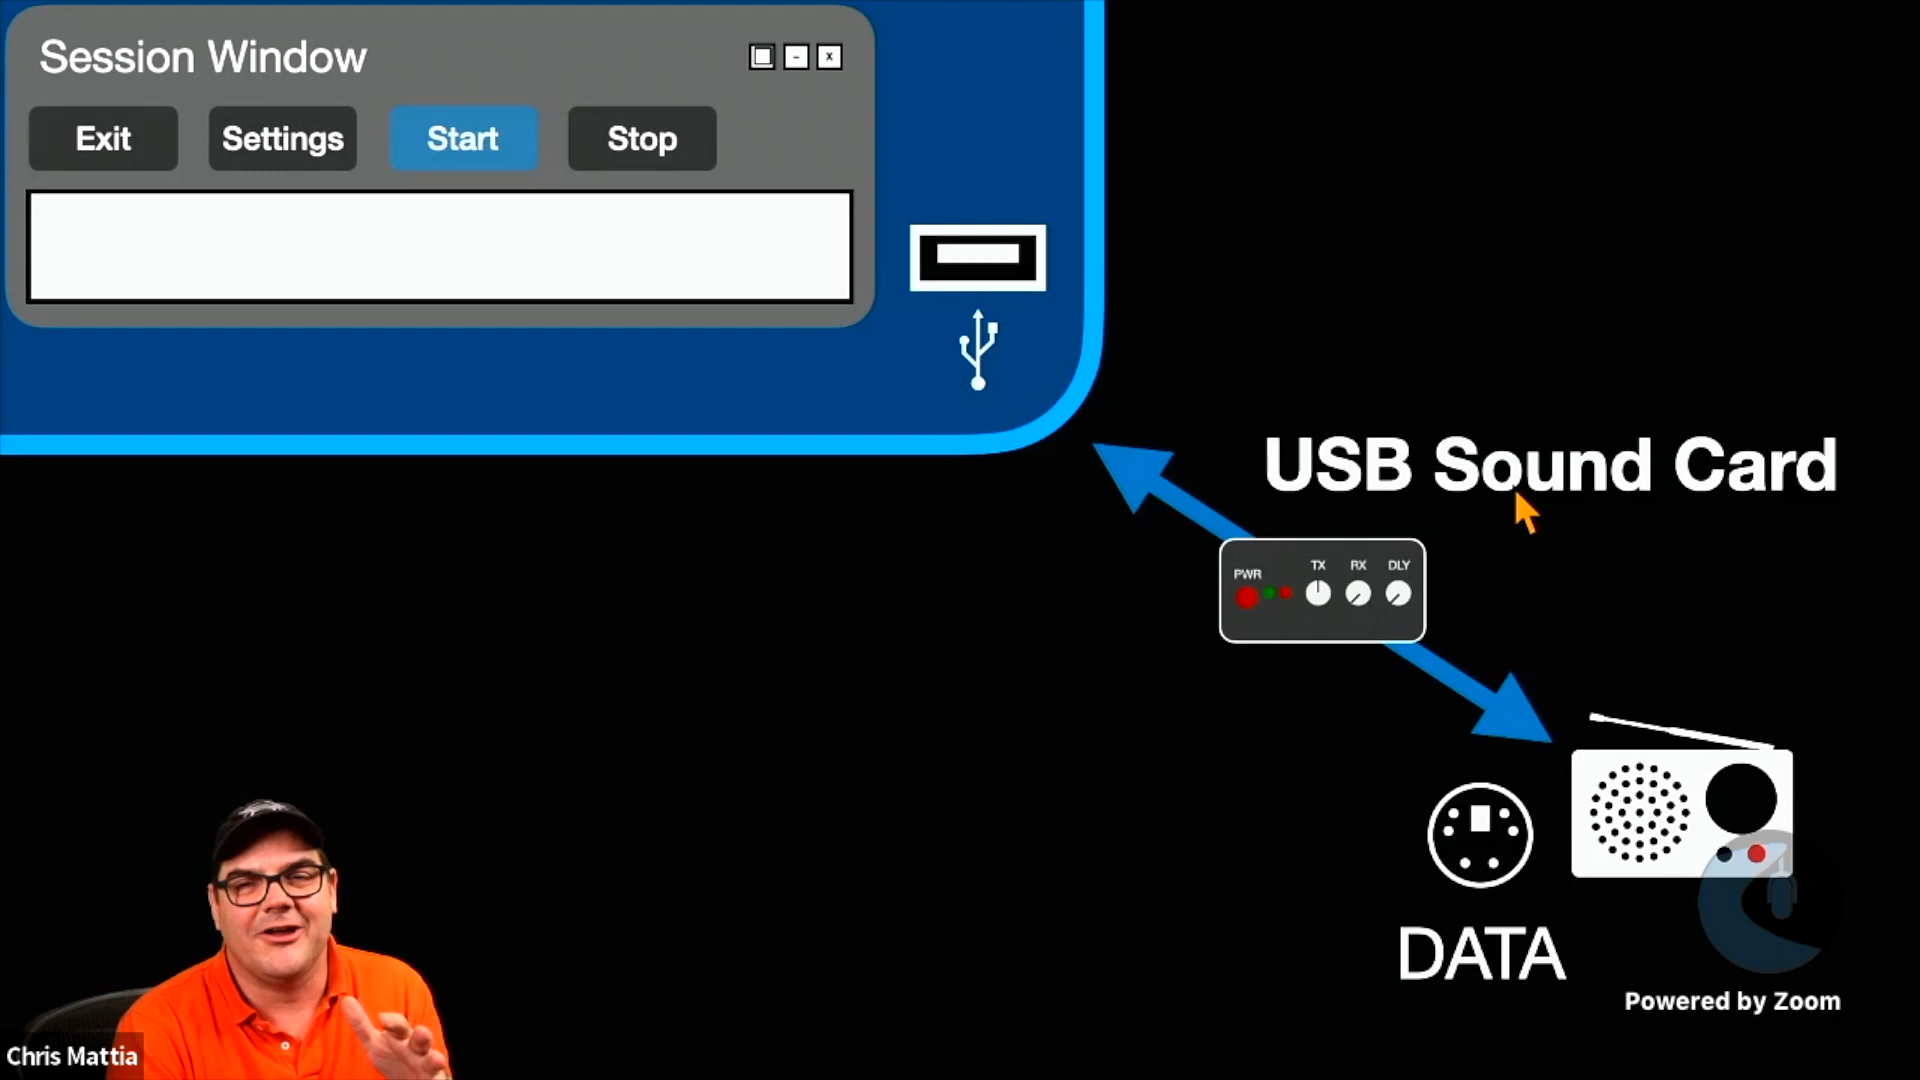 Session Window
Exit Settings Start Stop
USB Sound Card
PWR TX RX DLY
DATA
Powered by Zoom
Chris Mattia